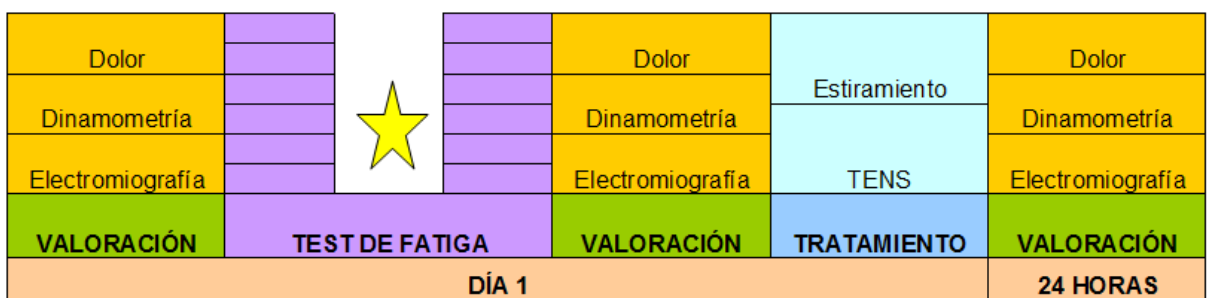 Dolor Dolor Dolor
Estiramiento
Dinamometría Dinamometría Dinamometría
Electromiografía Electromiografía TENS Electromiografía
VALORACIÓN TEST DE FATIGA VALORACIÓN TRATAMIENTO VALORACIÓN
DÍA 1 24 HORAS